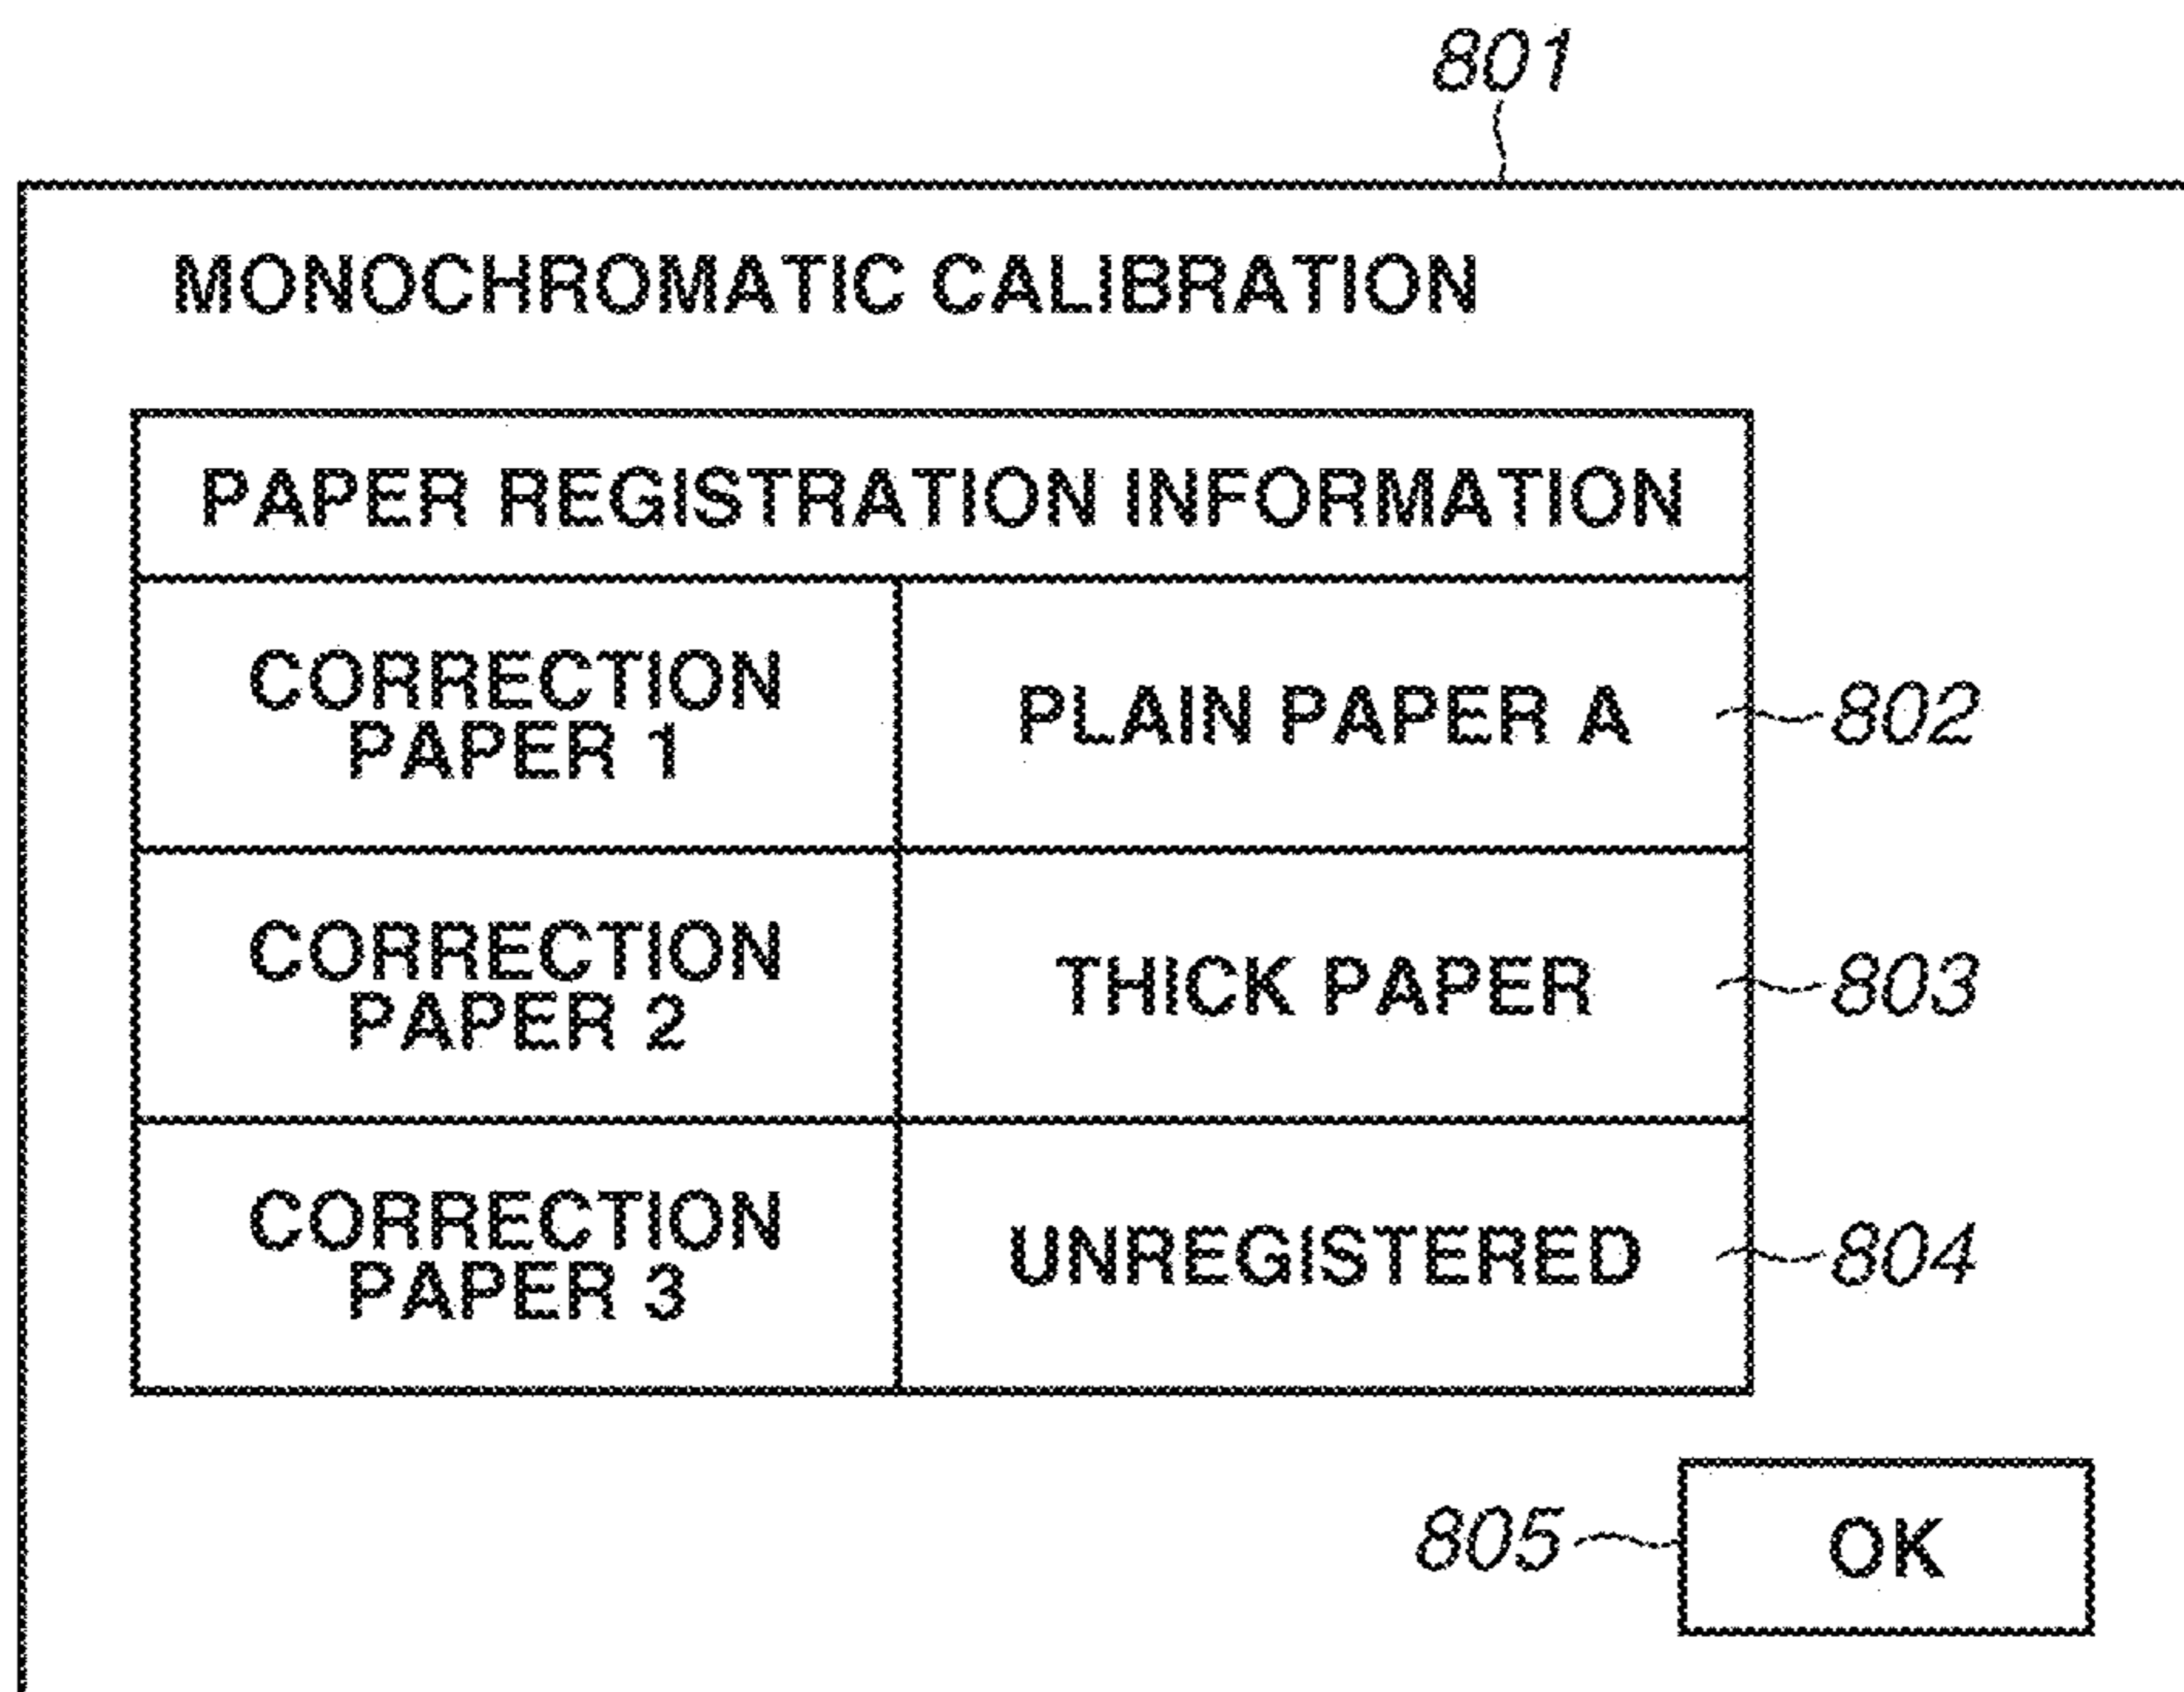 801
MONOCHROMATIC CALIBRATION
PAPER REGISTRATION INFORMATION
CORRECTION
PAPER 1
PLAIN PAPER A
802
CORRECTION
PAPER 2
THICK PAPER
803
CORRECTION
PAPER 3
UNREGISTERED
804
805
OK